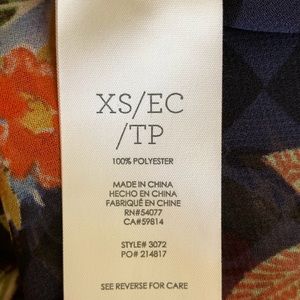 XS/EC
/TP
100% POLYESTER
MADE IN CHINA
HECHO EN CHINA
FABRIQUÉ EN CHINE
RN#54077
CA#59814
STYLE# 3072
PO# 214817
SEE REVERSE FOR CARE